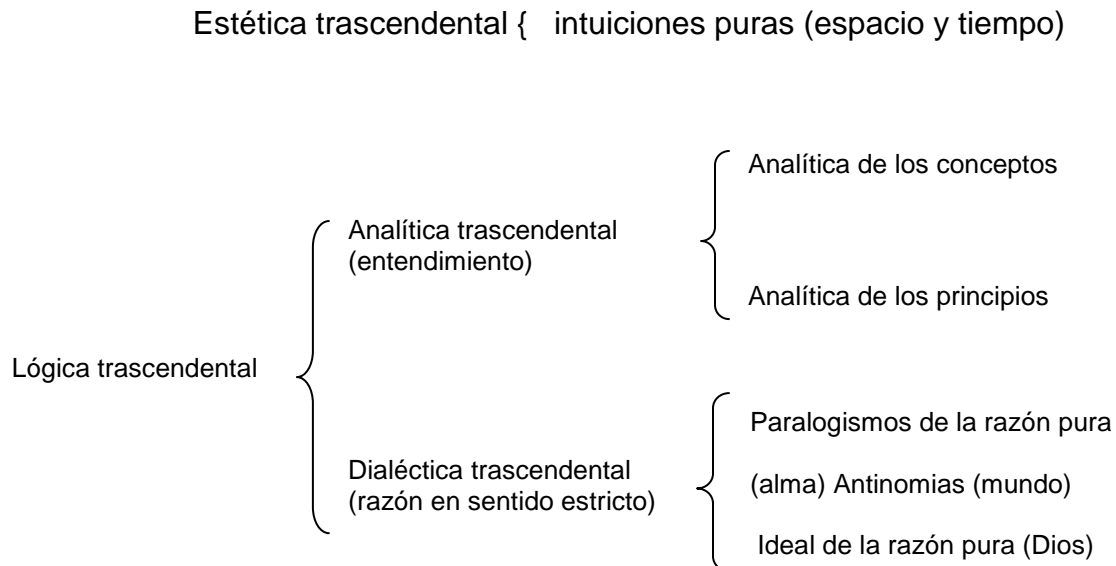 Estética trascendental { intuiciones puras (espacio y tiempo)
Analítica de los conceptos
Analítica trascendental
(entendimiento)
Analítica de los principios
Lógica trascendental
Paralogismos de la razón pura
Dialéctica trascendental
(razón en sentido estricto)
(alma) Antinomias (mundo)
Ideal de la razón pura (Dios)